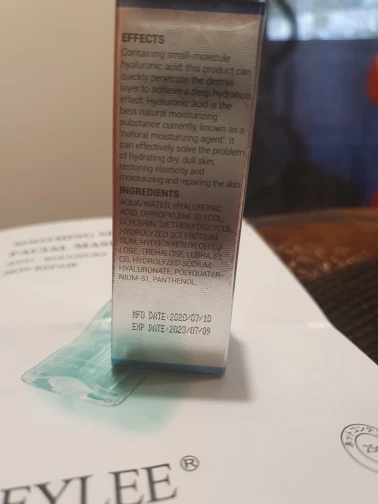 EFFECTS
Containing small-molecule
hyaluronic acid, this product can
quickly penetrate the dermis
layer to achieve a deep hydration
effect. Hyaluronic acid is the
best natural moisturizing
substance currently, known as a
'natural moisturizing agent'. It
can effectively solve the problem
of hydrating dry, dull skin,
restoring elasticity and
moisturizing and repairing the skin.
INGREDIENTS
AQUA/WATER, HYALURONIC
ACID, DIPROPYLENE GLYCOL,
GLYCERIN, DIETHOXYDIGLYCOL,
HYDROLYZED SCLEROTIUM
GUM, HYDROXYETHYLCELLU-
LOSE, TREHALOSE, LUBRAJEL
CG, HYDROLYZED SODIUM
HYALURONATE, POLYQUATER-
NIUM-51, PANTHENOL.
MFD DATE:2020/07/10
EXP DATE:2023/07/09
SOOTHING
FACIAL MASK
SKIN REPAIR
EYLEE®